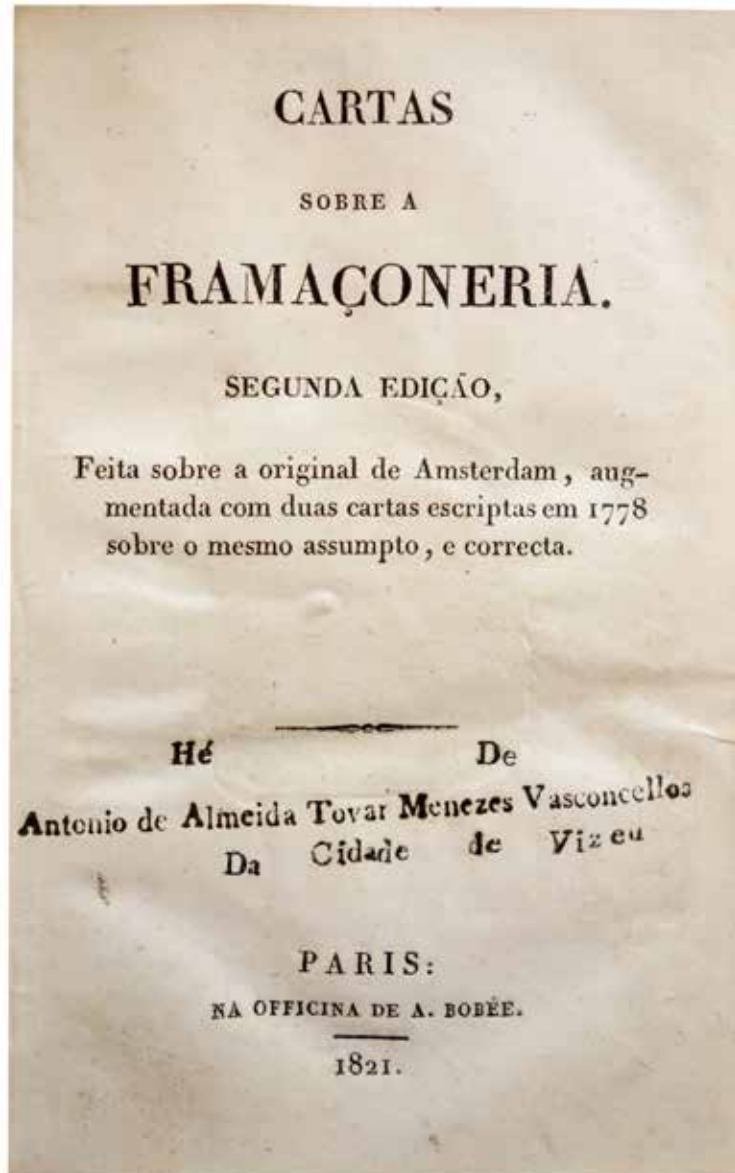 CARTAS
SOBRE A
FRAMAÇONERIA.
SEGUNDA EDIÇÃO,
Feita sobre a original de Amsterdam, aug-
mentada com duas cartas escriptas em 1778
sobre o mesmo assumpto, e correcta.
Hé De
Antonio de Almeida Tovar Menezes Vasconcellos
Da Cidade de Vizeu
PARIS:
NA OFFICINA DE A. BOBÉE.
1821.